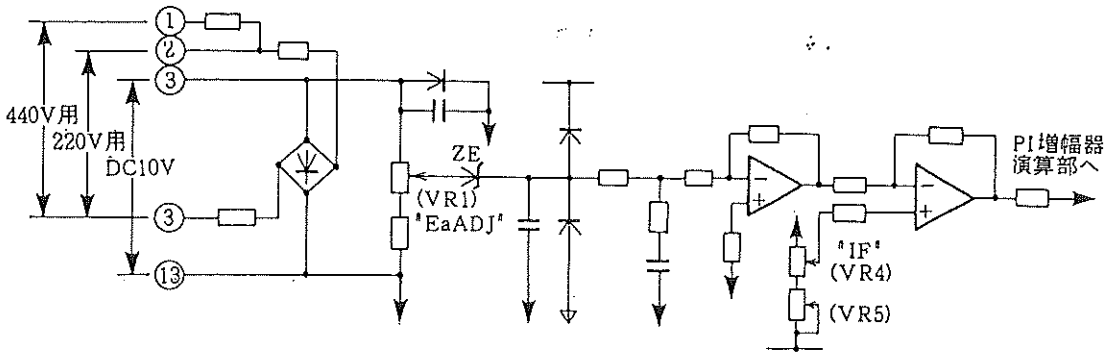 ①
②
③
440V用
220V用
DC10V
③
⑬
ZE
(VR1)
"EaADJ"
−
+
"IF"
(VR4)
(VR5)
−
+
PI増幅器
演算部へ